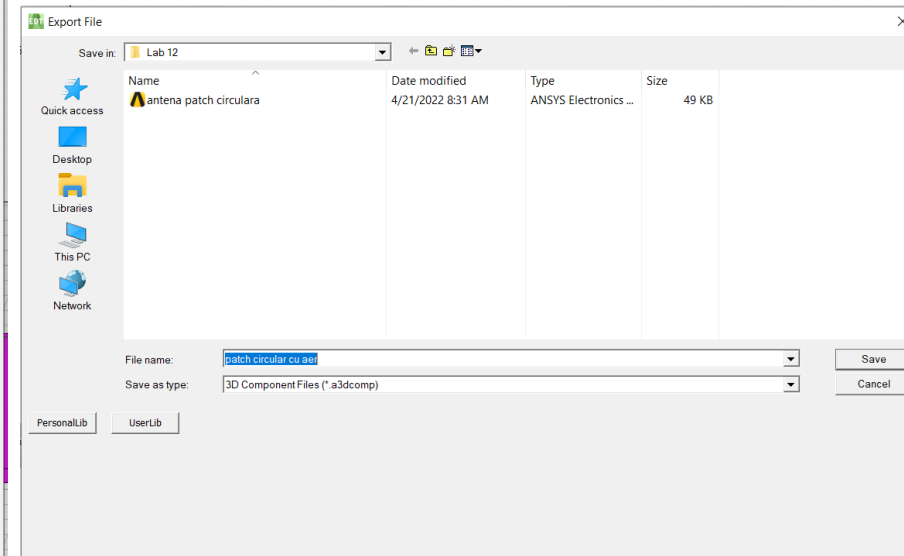 EDT Export File
Save in: Lab 12
Name Date modified Type Size
antena patch circulara 4/21/2022 8:31 AM ANSYS Electronics ... 49 KB
Quick access
Desktop
Libraries
This PC
Network
File name: patch circular cu aer Save
Save as type: 3D Component Files (*.a3dcomp) Cancel
PersonalLib UserLib